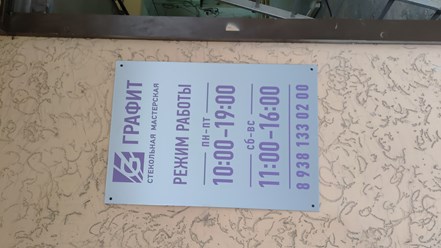 ГРАФИТ
СТЕКОЛЬНАЯ МАСТЕРСКАЯ
РЕЖИМ РАБОТЫ
ПН-ПТ
10:00-19:00
СБ-ВС
11:00-16:00
8 938 133 02 00